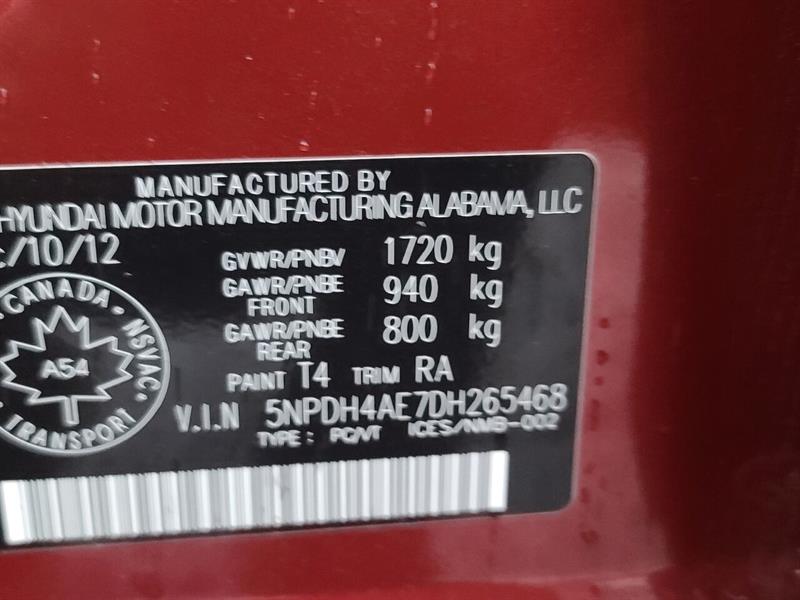 MANUFACTURED BY
HYUNDAI MOTOR MANUFACTURING ALABAMA, LLC
/10/12
GVWR/PNBV 1720 kg
GAWR/PNBE FRONT 940 kg
GAWR/PNBE REAR 800 kg
PAINT T4 TRIM RA
V.I.N 5NPDH4AE7DH265468
TYPE: PC/VT ICES/NMB-002
CANADA NSVAC
A54
TRANSPORT